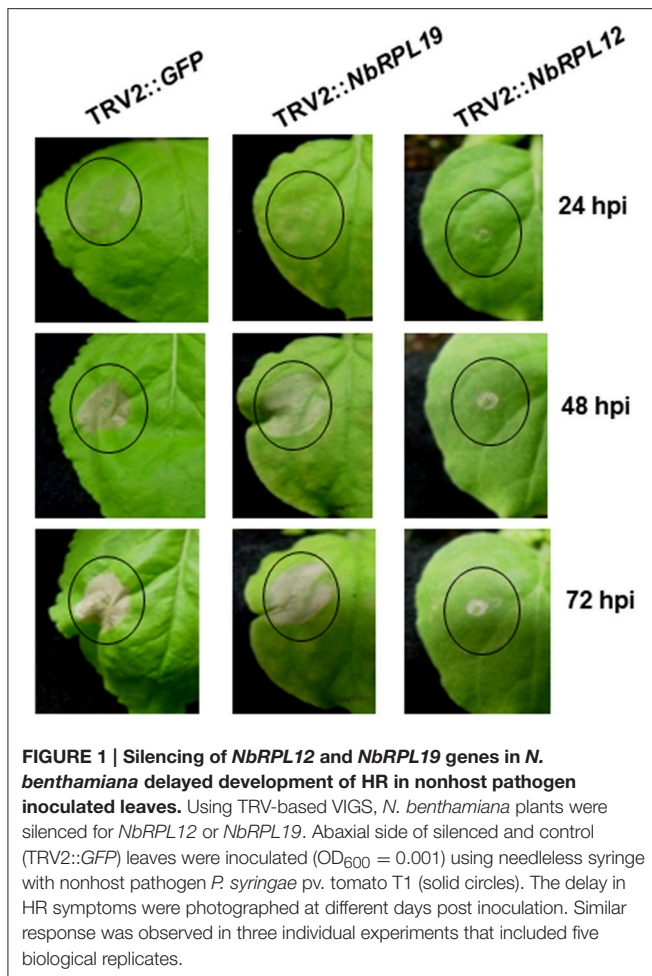 TRV2::GFP
TRV2::NbRPL19
TRV2::NbRPL12
24 hpi
48 hpi
72 hpi
FIGURE 1 | Silencing of NbRPL12 and NbRPL19 genes in N.
benthamiana delayed development of HR in nonhost pathogen
inoculated leaves. Using TRV-based VIGS, N. benthamiana plants were
silenced for NbRPL12 or NbRPL19. Abaxial side of silenced and control
(TRV2::GFP) leaves were inoculated (OD600 = 0.001) using needleless syringe
with nonhost pathogen P. syringae pv. tomato T1 (solid circles). The delay in
HR symptoms were photographed at different days post inoculation. Similar
response was observed in three individual experiments that included five
biological replicates.